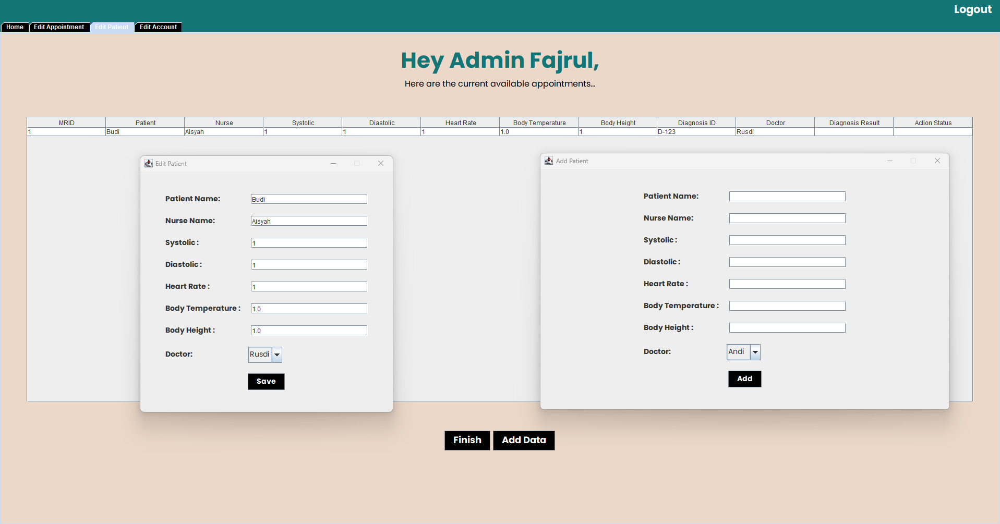 Logout
Home Edit Appointment Edit Patient Edit Account
Hey Admin Fajrul,
Here are the current available appointments...
MRID Patient Nurse Systolic Diastolic Heart Rate Body Temperature Body Height Diagnosis ID Doctor Diagnosis Result Action Status
1 Budi Aisyah 1 1 1 1.0 1 D-123 Rusdi
Edit Patient
Patient Name: Budi
Nurse Name: Aisyah
Systolic : 1
Diastolic : 1
Heart Rate : 1
Body Temperature : 1.0
Body Height : 1.0
Doctor: Rusdi
Save
Add Patient
Patient Name:
Nurse Name:
Systolic :
Diastolic :
Heart Rate :
Body Temperature :
Body Height :
Doctor: Andi
Add
Finish Add Data